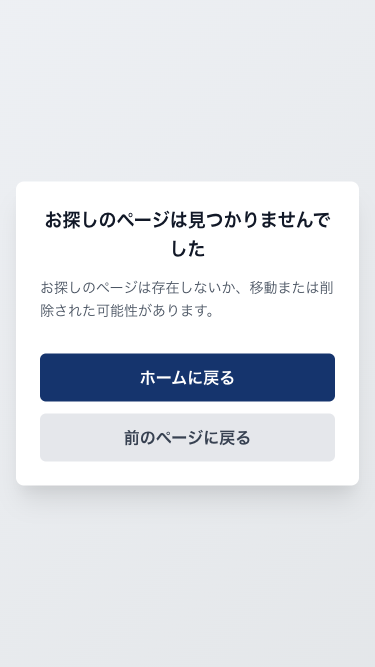 お探しのページは見つかりませんで
した
お探しのページは存在しないか、移動または削
除された可能性があります。
ホームに戻る
前のページに戻る